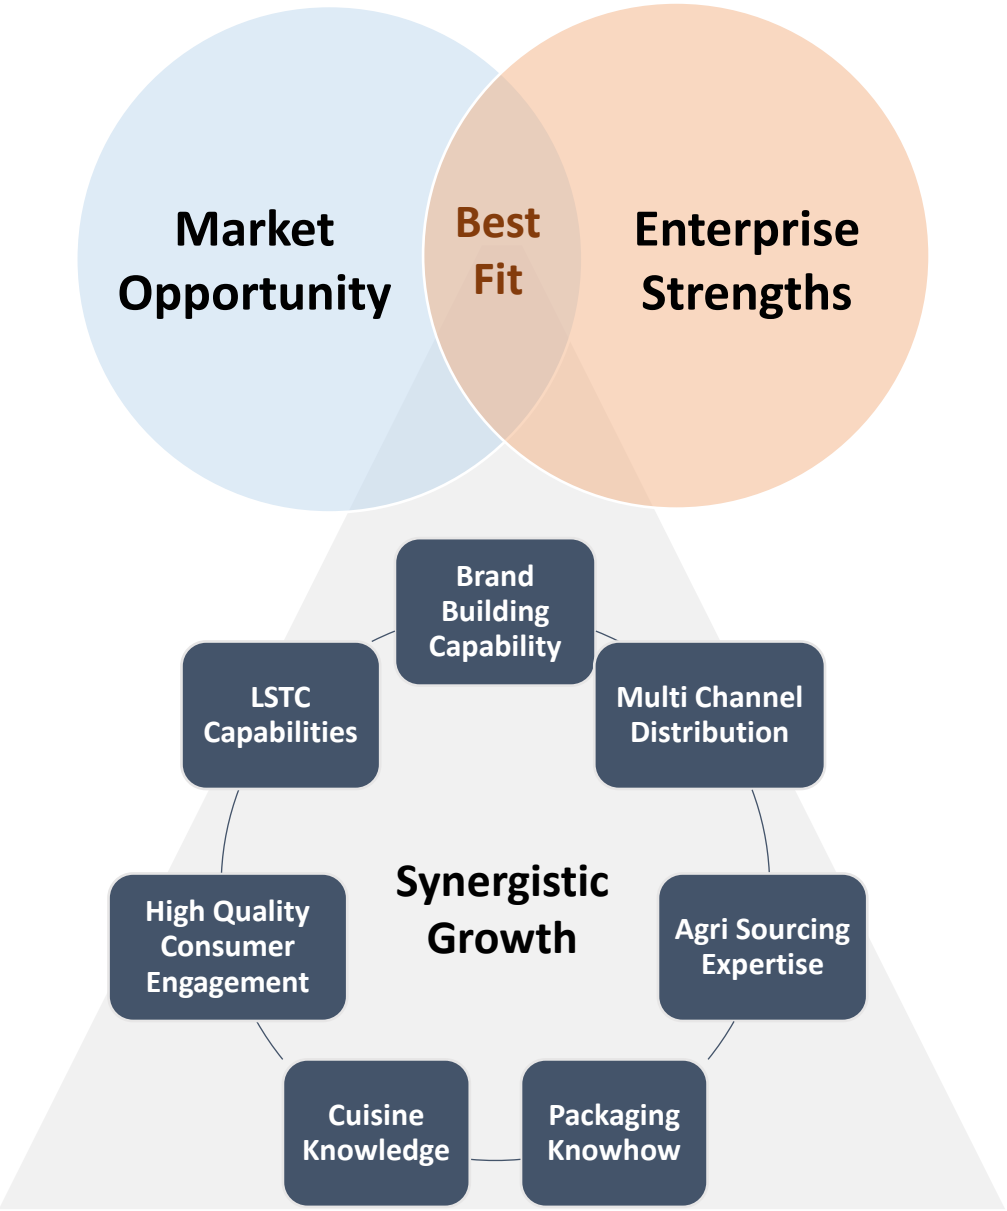 Market
Opportunity
Best
Fit
Enterprise
Strengths
Brand
Building
Capability
LSTC
Capabilities
Multi Channel
Distribution
High Quality
Consumer
Engagement
Synergistic
Growth
Agri Sourcing
Expertise
Cuisine
Knowledge
Packaging
Knowhow